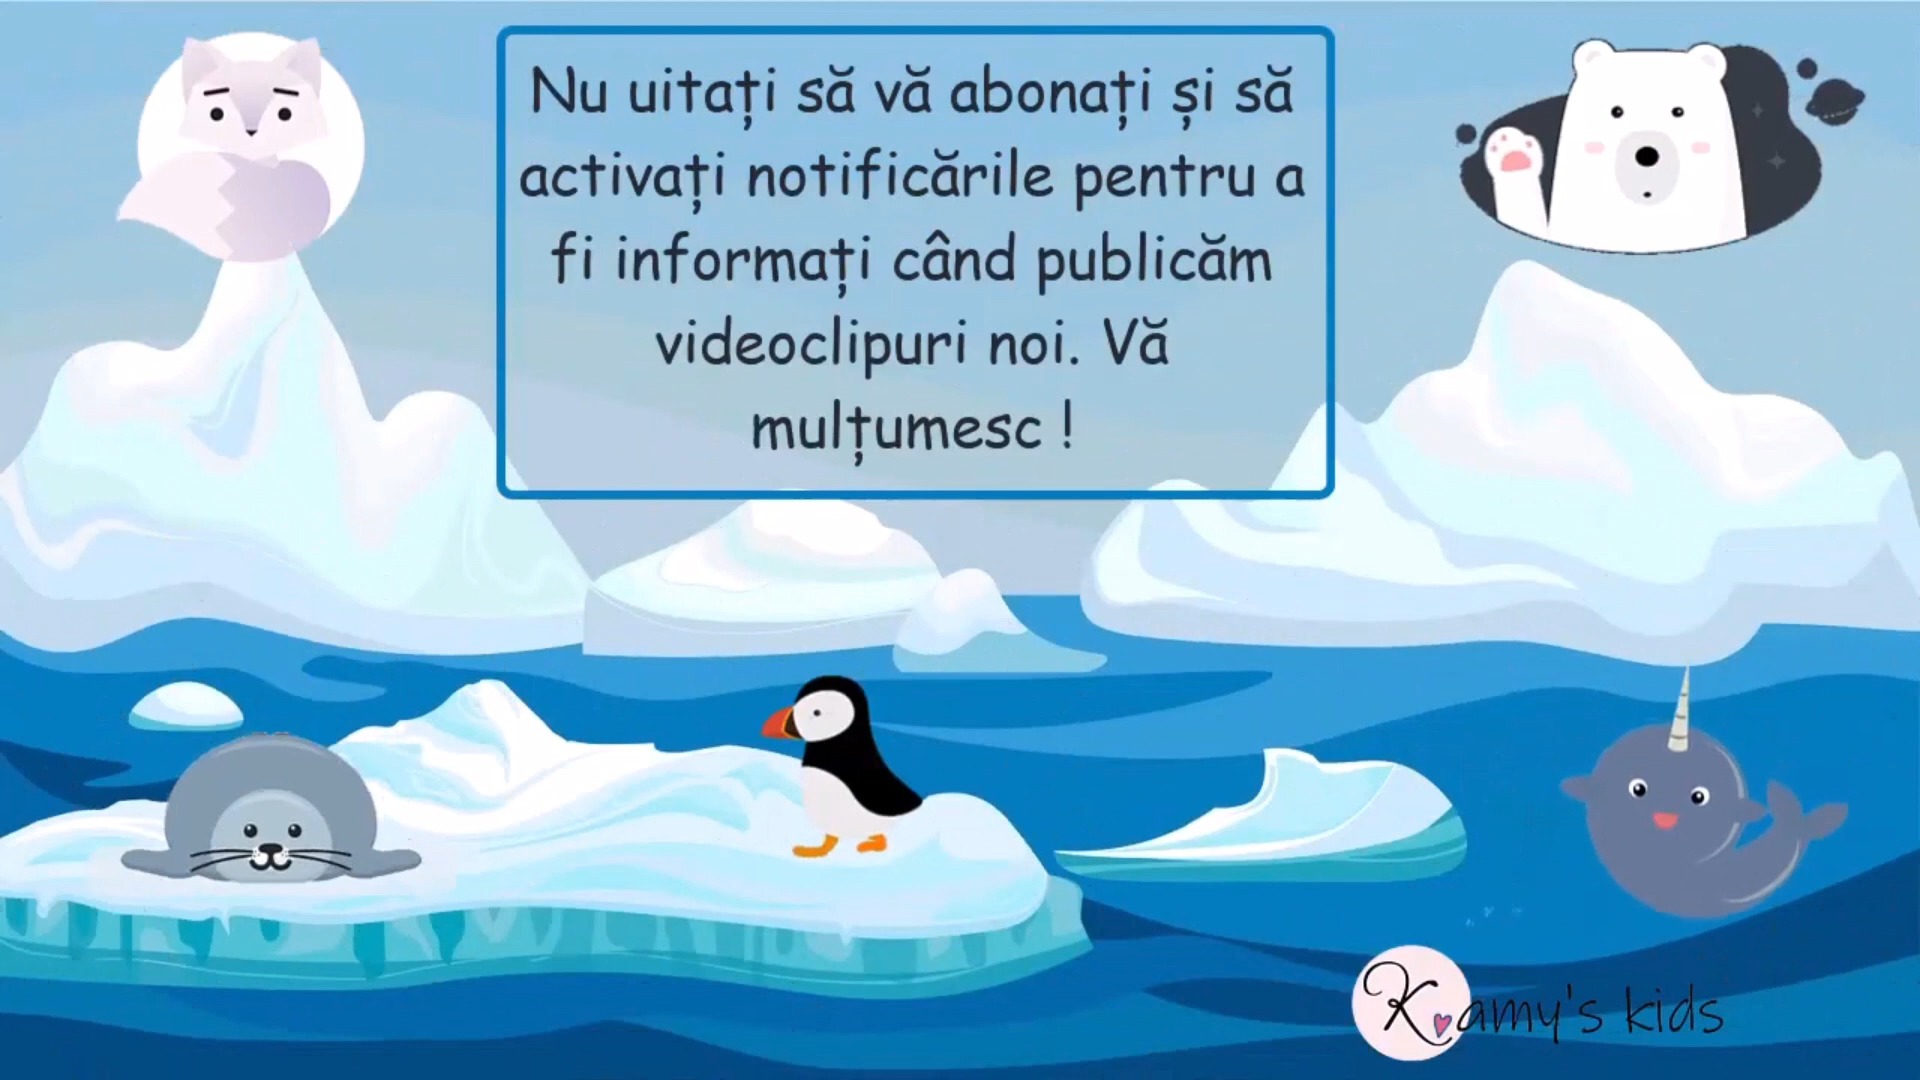 Nu uitați să vă abonați și să
activați notificările pentru a
fi informați când publicăm
videoclipuri noi. Vă
mulțumesc !
Kamy's kids